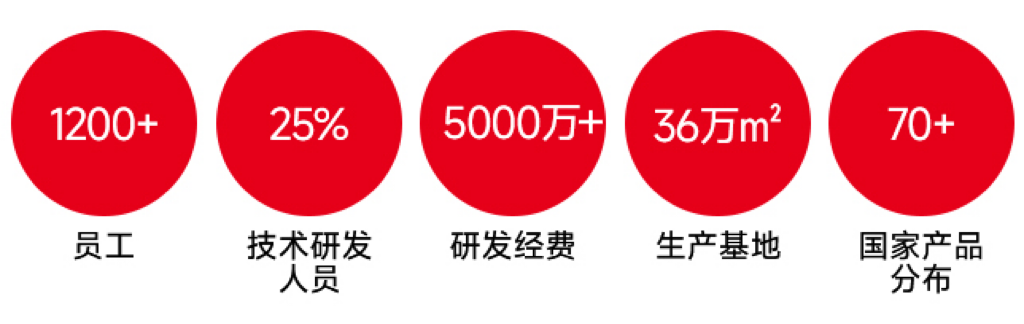 1200+
25%
5000万+
36万m²
70+
员工
技术研发
人员
研发经费
生产基地
国家产品
分布